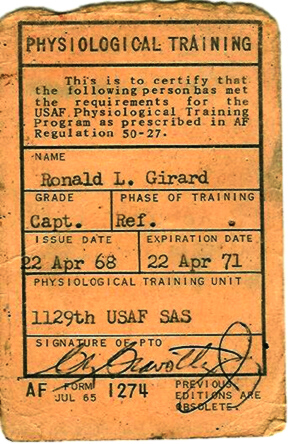 PHYSIOLOGICAL TRAINING
This is to certify that
the following person has met
the requirements for the
USAF Physiological Training
Program as prescribed in AF
Regulation 50-27.
NAME
Ronald L. Girard
GRADE PHASE OF TRAINING
Capt. Ref. .
ISSUE DATE EXPIRATION DATE
22 Apr 68 22 Apr 71
PHYSIOLOGICAL TRAINING UNIT
1129th USAF SAS
SIGNATURE OF PTO
AF FORM JUL 65 1274 PREVIOUS EDITIONS ARE OBSOLETE.